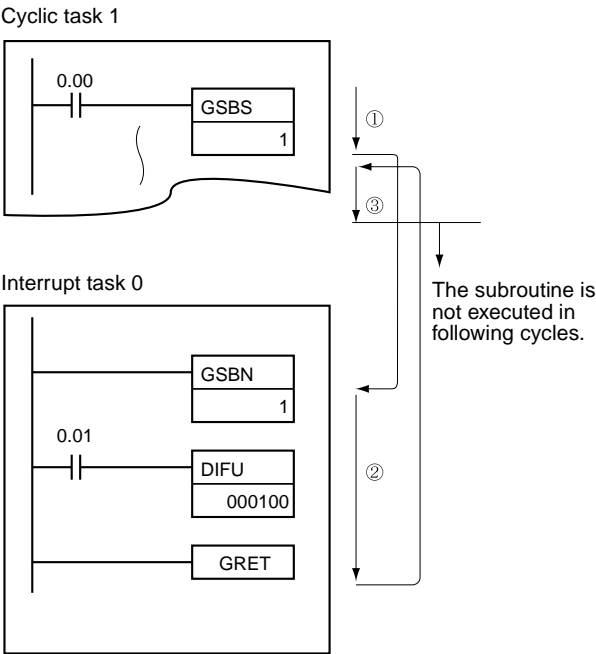 Cyclic task 1
0.00
GSBS
1
①
③
Interrupt task 0
The subroutine is
not executed in
following cycles.
GSBN
1
0.01
DIFU
000100
②
GRET